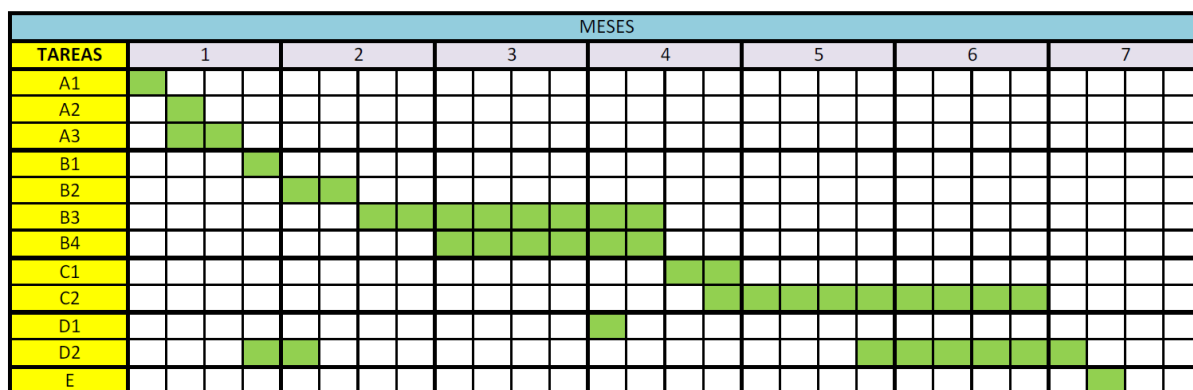 MESES
TAREAS 1 2 3 4 5 6 7
A1
A2
A3
B1
B2
B3
B4
C1
C2
D1
D2
E